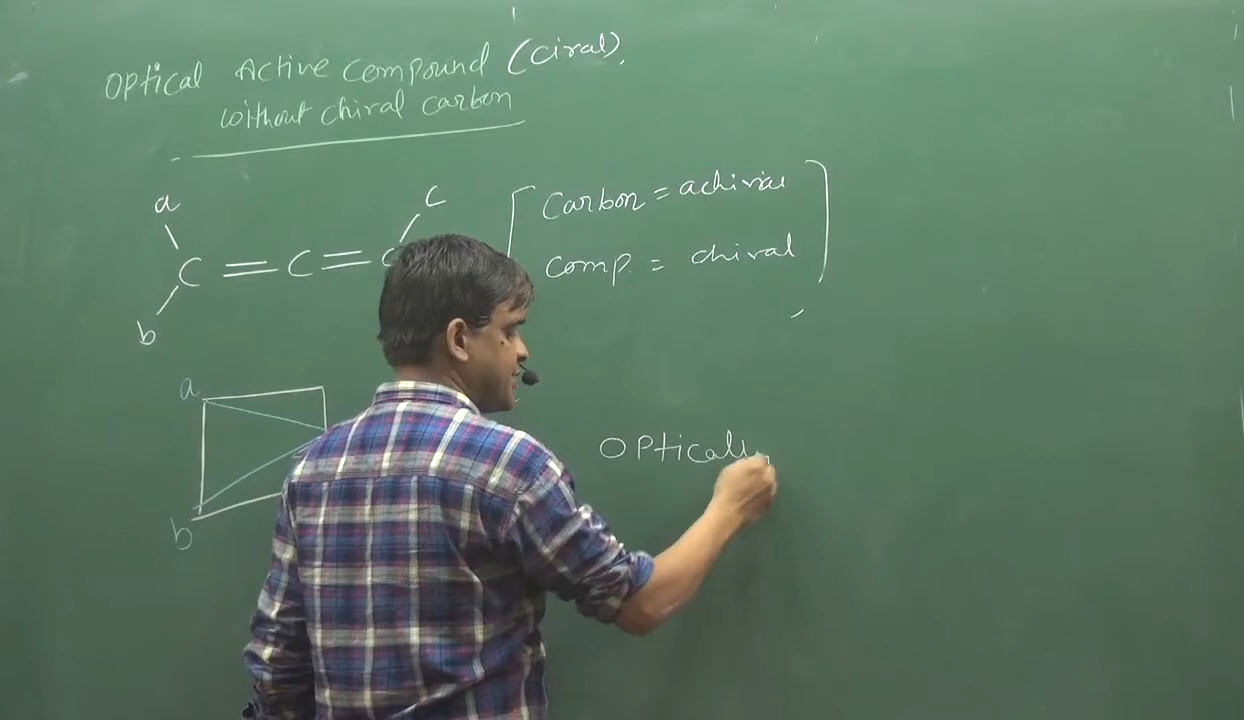 OPtical Active Compound (Ciral),
without chiral carbon
a
c
C = C = C
b
Carbon = achiral
Comp. = chiral
a
b
OPtically